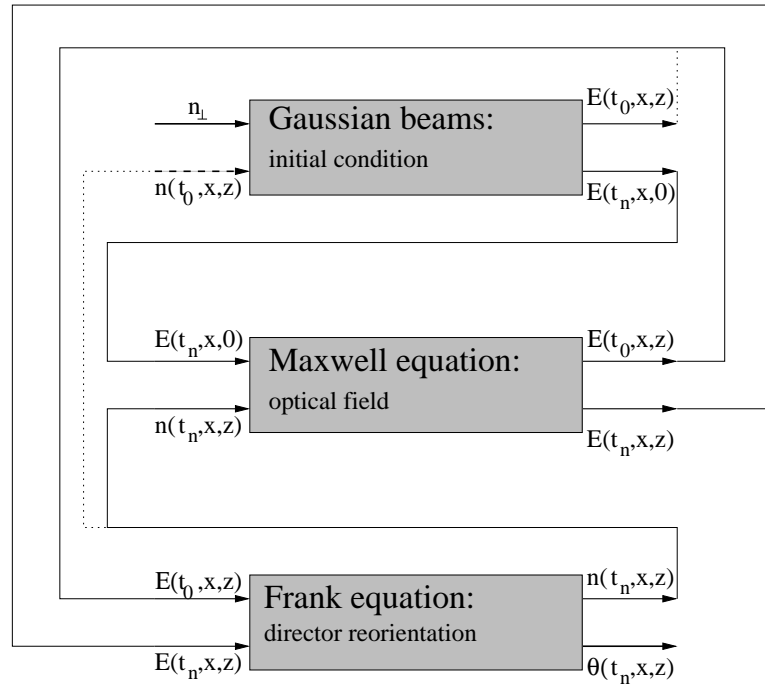 n⊥
Gaussian beams:
initial condition
E(t₀,x,z)
n(t₀,x,z)
E(tₙ,x,0)
E(tₙ,x,0)
Maxwell equation:
optical field
E(t₀,x,z)
n(tₙ,x,z)
E(tₙ,x,z)
E(t₀,x,z)
Frank equation:
director reorientation
n(tₙ,x,z)
E(tₙ,x,z)
θ(tₙ,x,z)